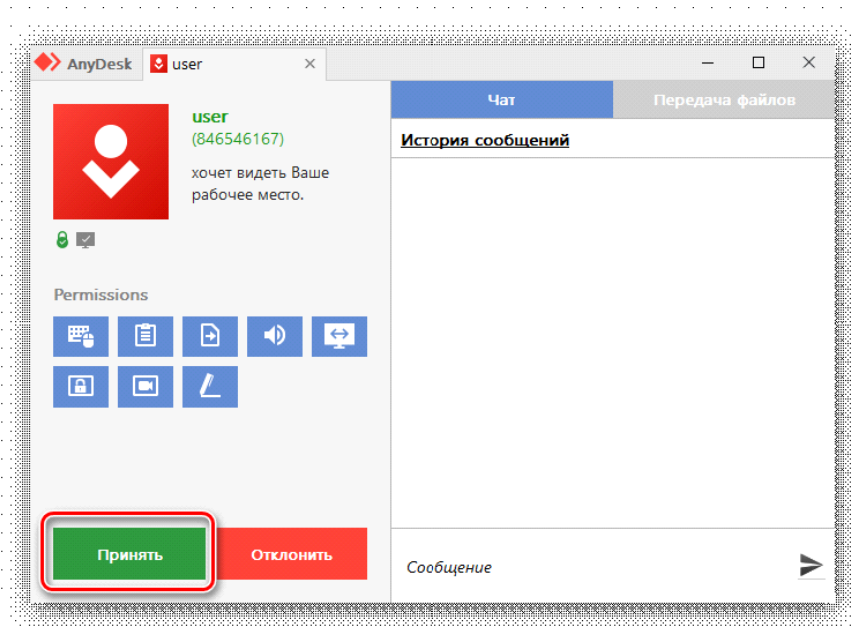 AnyDesk user
user
(846546167)
хочет видеть Ваше
рабочее место.
Permissions
Принять Отклонить
Чат Передача файлов
История сообщений
Сообщение